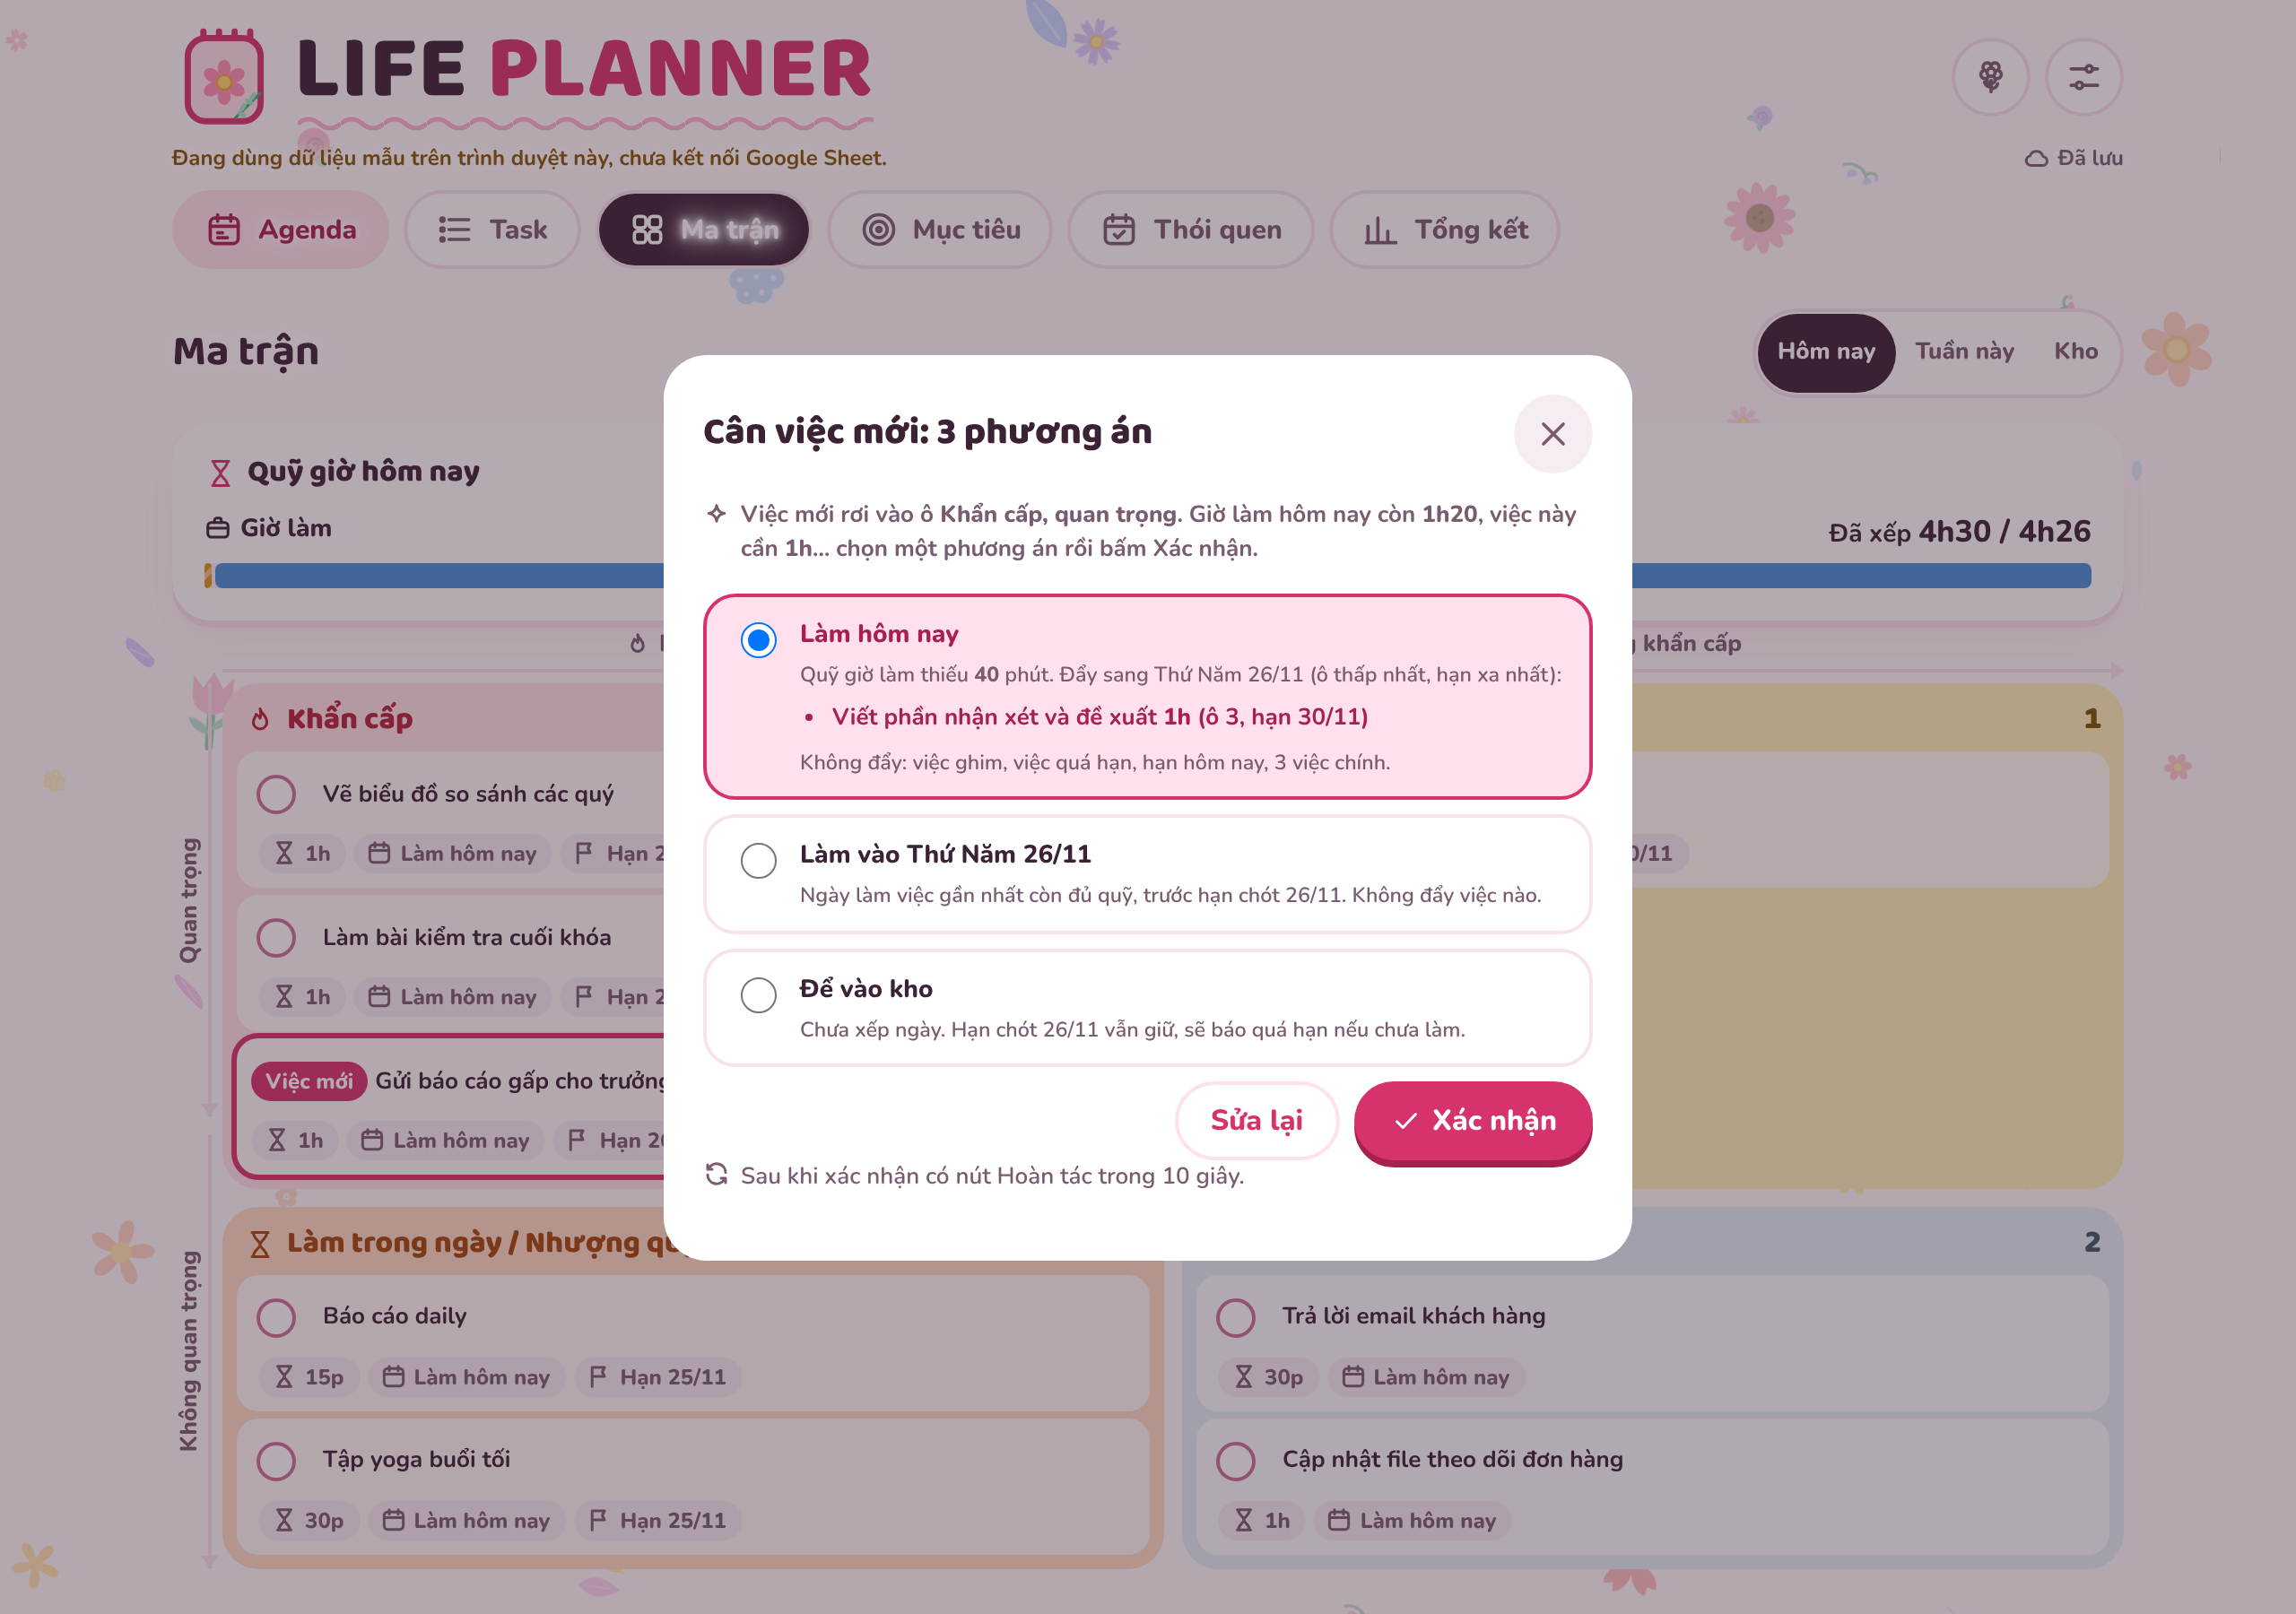 LIFE PLANNER
Đang dùng dữ liệu mẫu trên trình duyệt này, chưa kết nối Google Sheet.
Đã lưu
Agenda
Task
Ma trận
Mục tiêu
Thói quen
Tổng kết
Ma trận
Hôm nay
Tuần này
Kho
Quỹ giờ hôm nay
Giờ làm
Đã xếp 4h30 / 4h26
khẩn cấp
Quan trọng
Không quan trọng
Khẩn cấp
1
Vẽ biểu đồ so sánh các quý
1h
Làm hôm nay
Hạn 2
Làm bài kiểm tra cuối khóa
1h
Làm hôm nay
Hạn 2
Việc mới
Gửi báo cáo gấp cho trưởng
1h
Làm hôm nay
Hạn 2
/11
Cân việc mới: 3 phương án
Việc mới rơi vào ô Khẩn cấp, quan trọng. Giờ làm hôm nay còn 1h20, việc này
cần 1h... chọn một phương án rồi bấm Xác nhận.
Làm hôm nay
Quỹ giờ làm thiếu 40 phút. Đẩy sang Thứ Năm 26/11 (ô thấp nhất, hạn xa nhất):
• Viết phần nhận xét và đề xuất 1h (ô 3, hạn 30/11)
Không đẩy: việc ghim, việc quá hạn, hạn hôm nay, 3 việc chính.
Làm vào Thứ Năm 26/11
Ngày làm việc gần nhất còn đủ quỹ, trước hạn chót 26/11. Không đẩy việc nào.
Để vào kho
Chưa xếp ngày. Hạn chót 26/11 vẫn giữ, sẽ báo quá hạn nếu chưa làm.
Sửa lại
Xác nhận
Sau khi xác nhận có nút Hoàn tác trong 10 giây.
Làm trong ngày / Nhượng
2
Báo cáo daily
15p
Làm hôm nay
Hạn 25/11
Tập yoga buổi tối
30p
Làm hôm nay
Hạn 25/11
Trả lời email khách hàng
30p
Làm hôm nay
Cập nhật file theo dõi đơn hàng
1h
Làm hôm nay